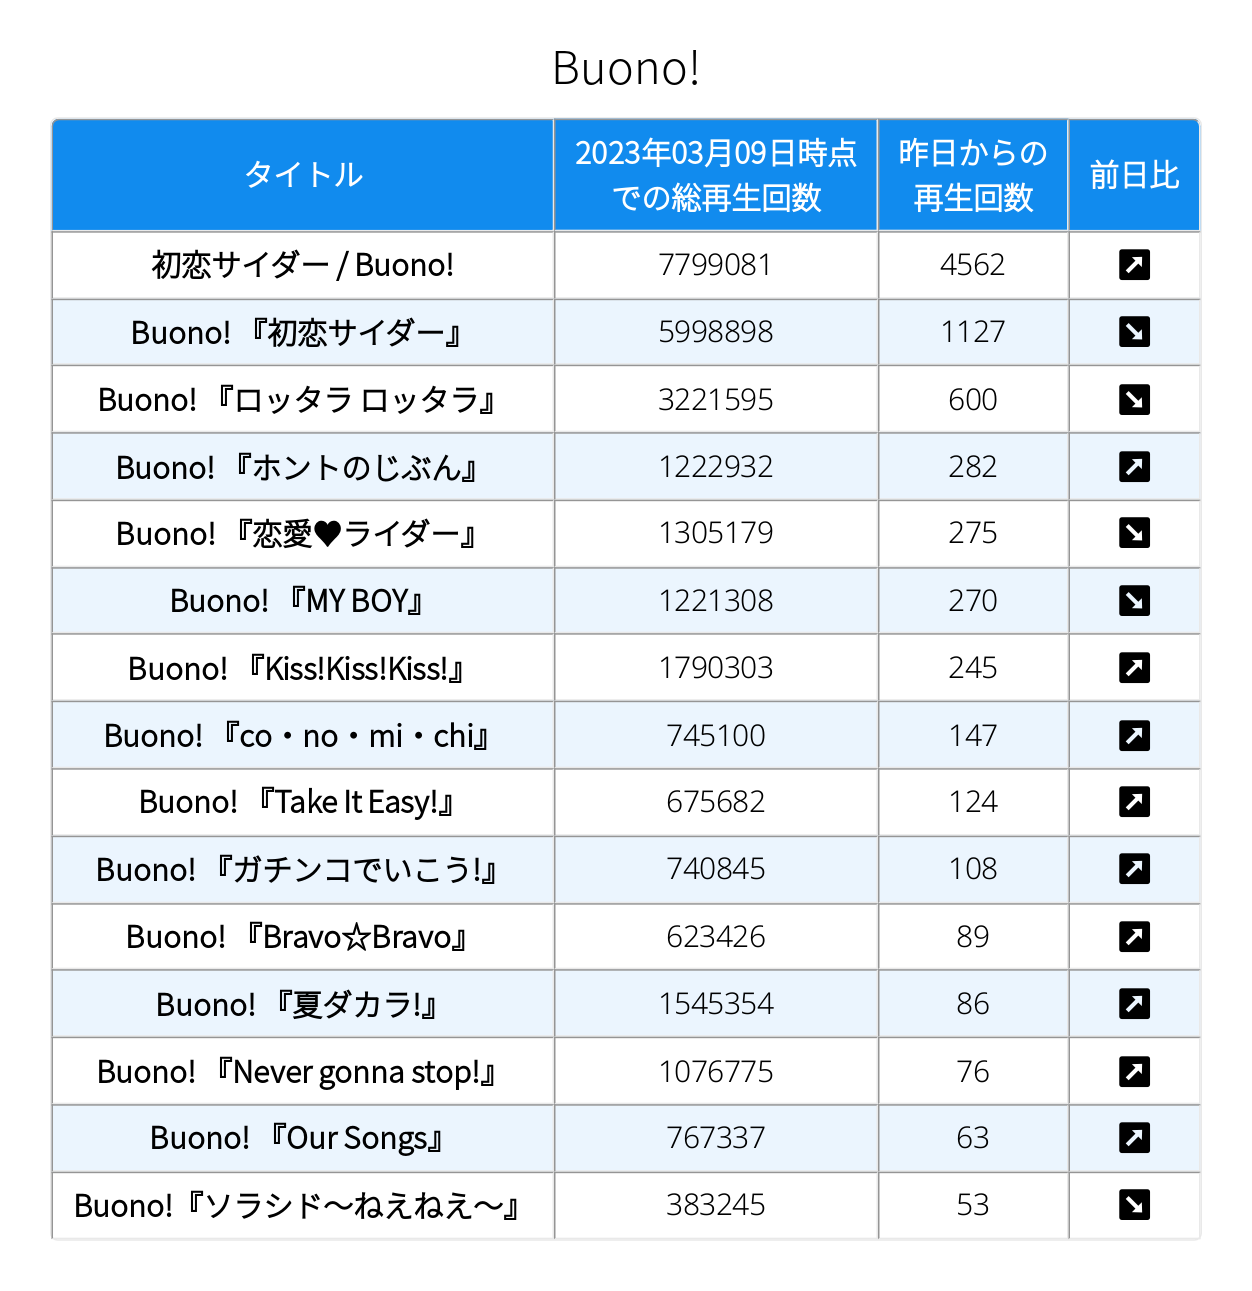 Buono!
タイトル
2023年03月09日時点
での総再生回数
昨日からの
再生回数
前日比
初恋サイダー / Buono! 7799081 4562 ↗
Buono! 『初恋サイダー』 5998898 1127 ↘
Buono! 『ロッタラ ロッタラ』 3221595 600 ↘
Buono! 『ホントのじぶん』 1222932 282 ↗
Buono! 『恋愛♥ライダー』 1305179 275 ↘
Buono! 『MY BOY』 1221308 270 ↘
Buono! 『Kiss!Kiss!Kiss!』 1790303 245 ↗
Buono! 『co・no・mi・chi』 745100 147 ↗
Buono! 『Take It Easy!』 675682 124 ↗
Buono! 『ガチンコでいこう!』 740845 108 ↗
Buono! 『Bravo☆Bravo』 623426 89 ↗
Buono! 『夏ダカラ!』 1545354 86 ↗
Buono! 『Never gonna stop!』 1076775 76 ↗
Buono! 『Our Songs』 767337 63 ↗
Buono!『ソラシド〜ねえねえ〜』 383245 53 ↘